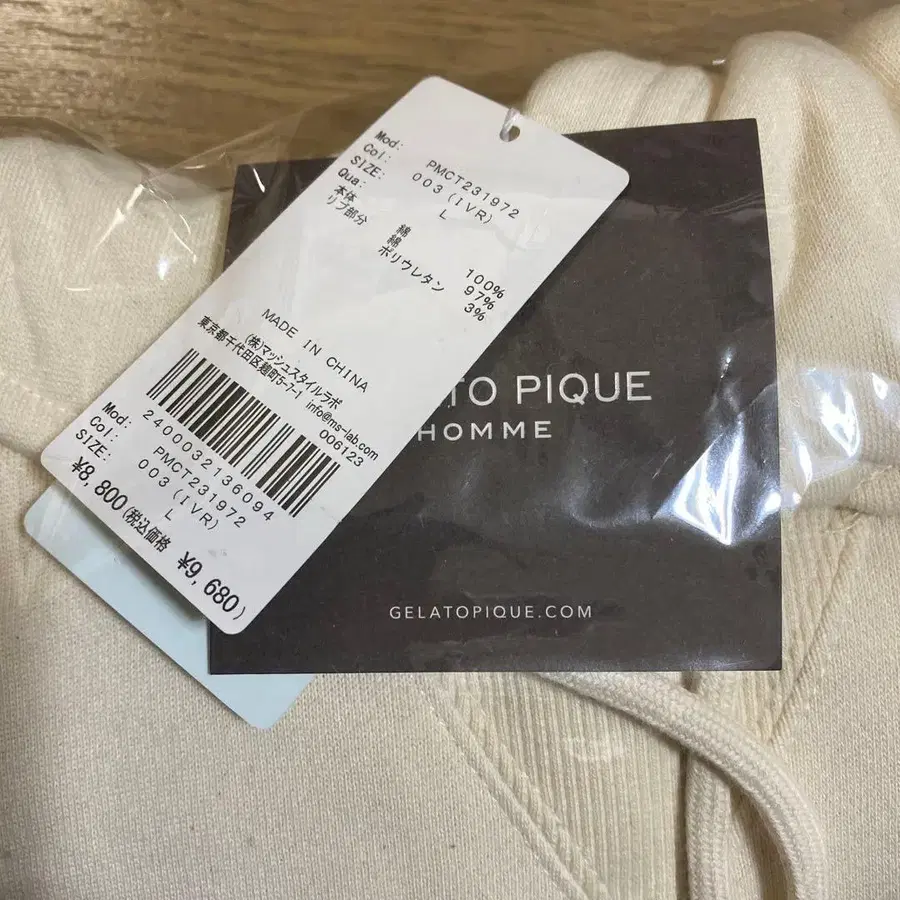 Mod: PMCT231972
Col: 003(IVR)
SIZE: L
Qua:
本体 綿 100%
リブ部分 綿 97%
ポリウレタン 3%
MADE IN CHINA
(株)マッシュスタイルラボ
東京都千代田区麹町5-7-1 info@ms-lab.com
006123
2400032136094
Mod: PMCT231972
Col: 003(IVR)
SIZE: L
¥8,800(税込価格 ¥9,680)
TO PIQUE
HOMME
GELATOPIQUE.COM